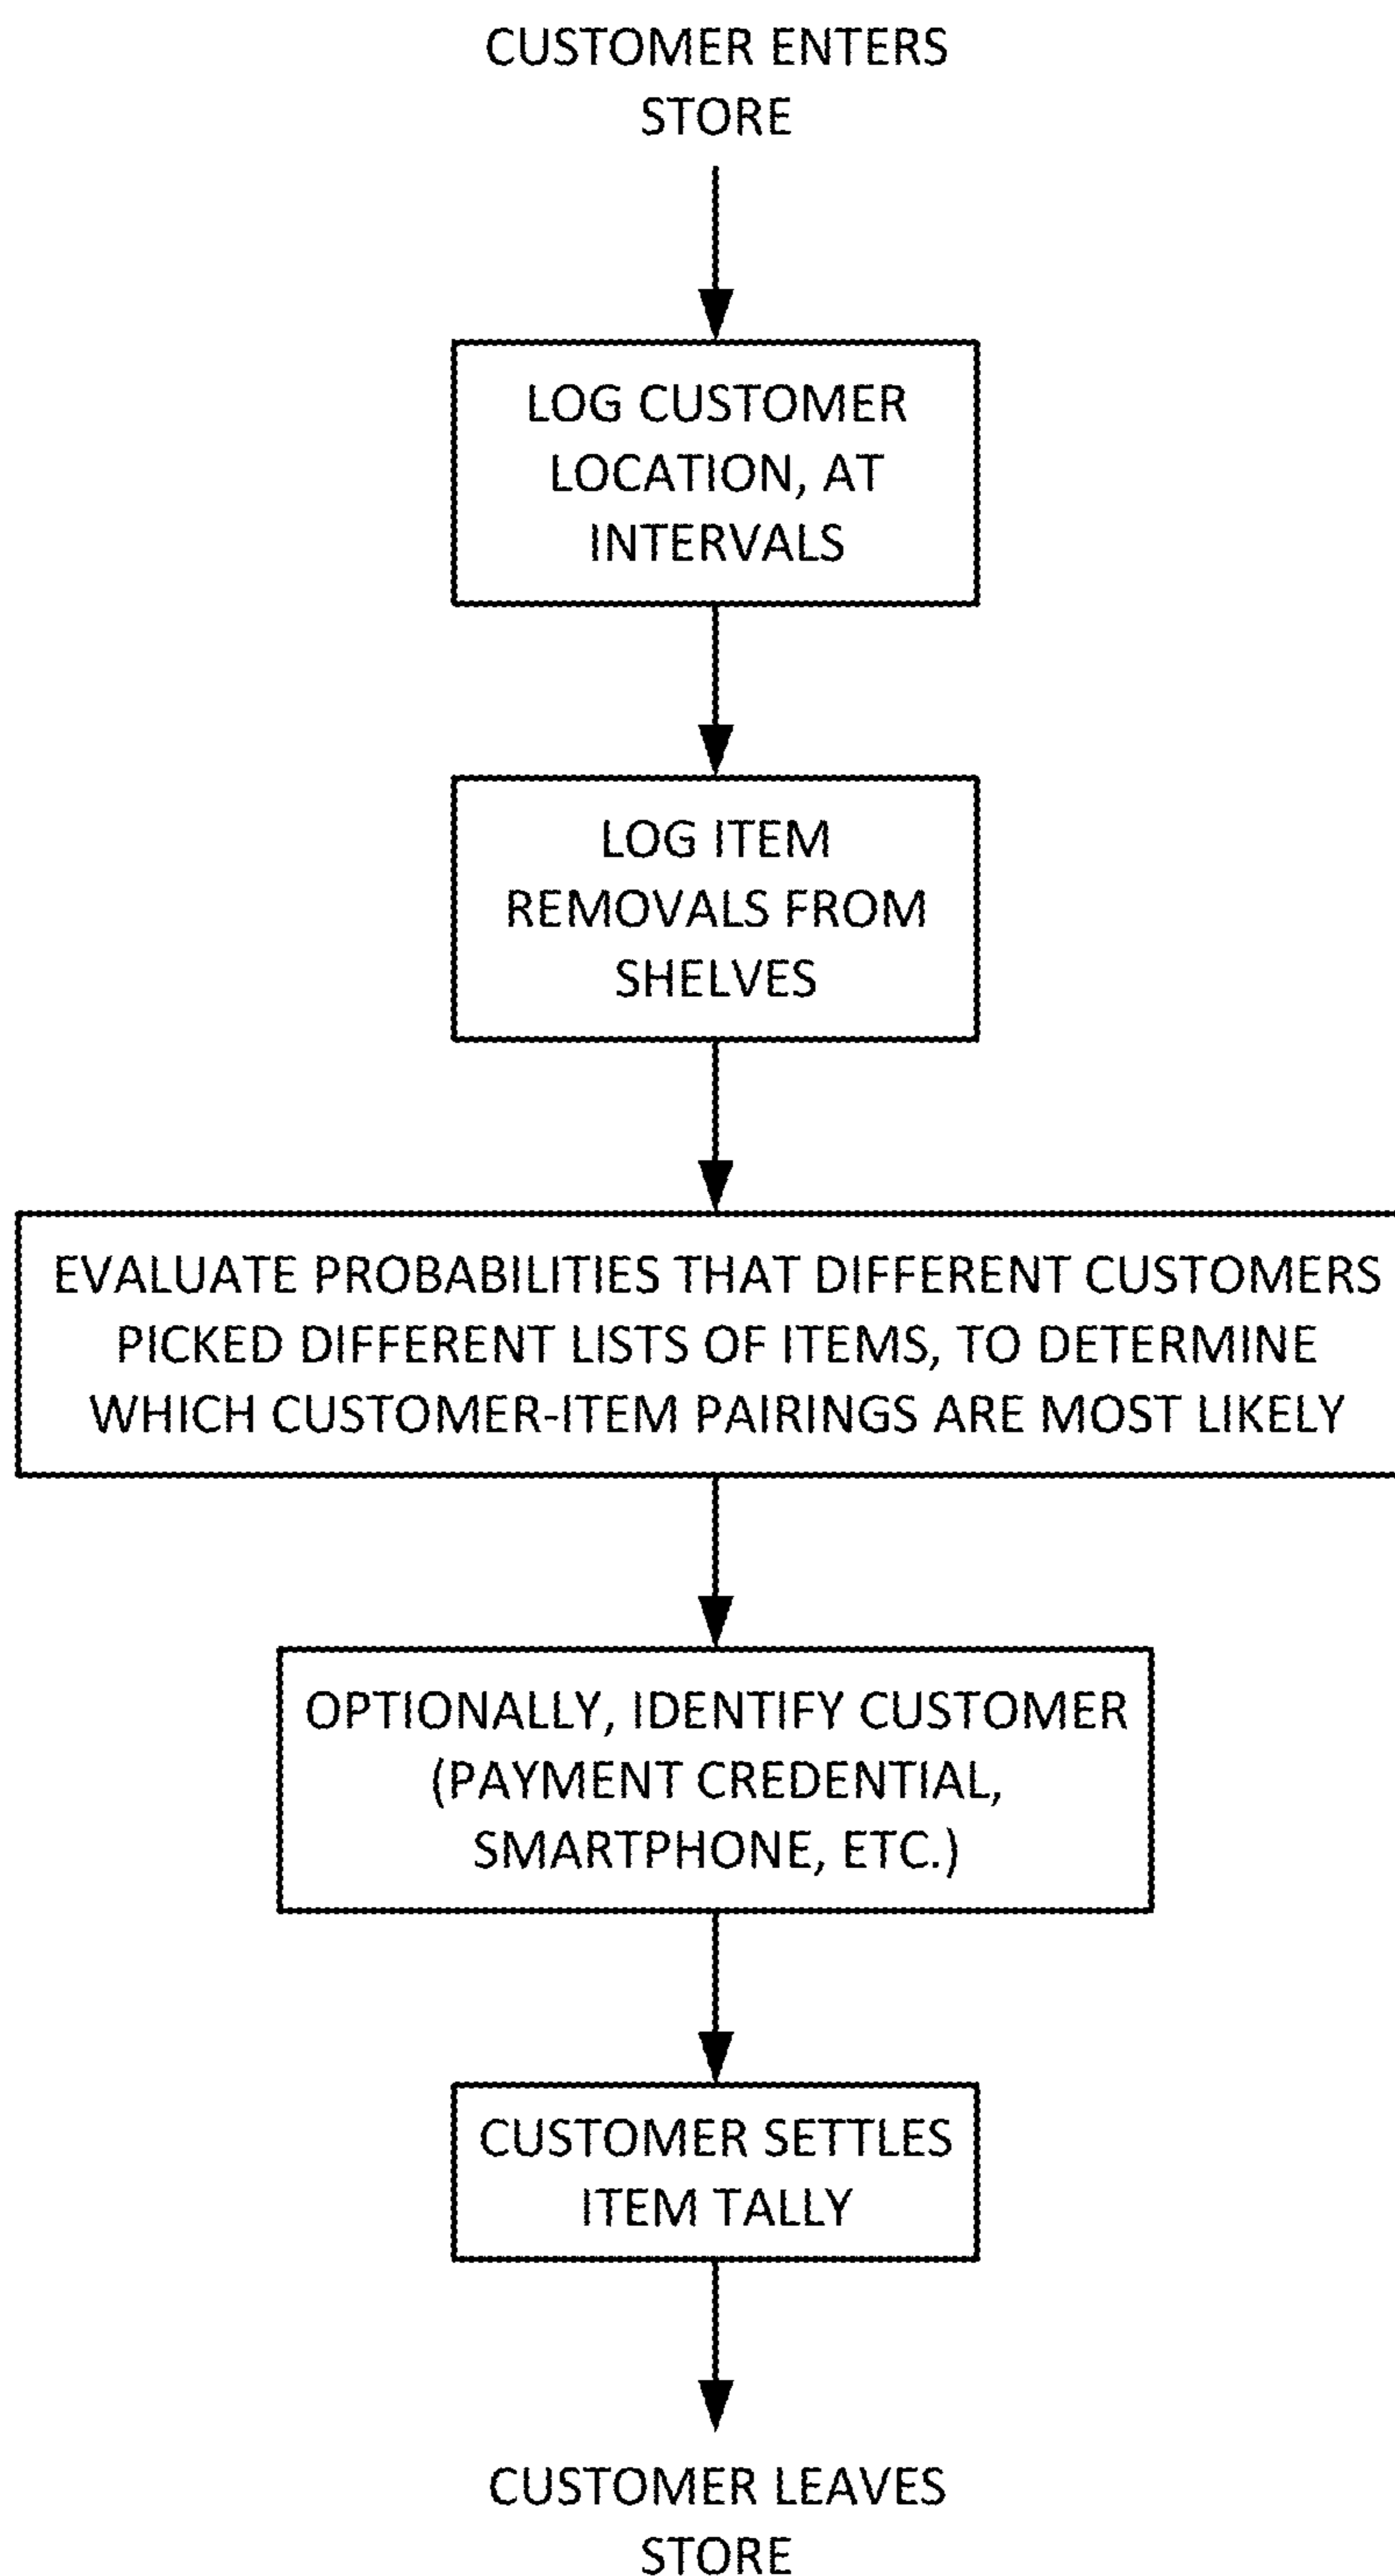 CUSTOMER ENTERS
STORE
LOG CUSTOMER
LOCATION, AT
INTERVALS
LOG ITEM
REMOVALS FROM
SHELVES
EVALUATE PROBABILITIES THAT DIFFERENT CUSTOMERS
PICKED DIFFERENT LISTS OF ITEMS, TO DETERMINE
WHICH CUSTOMER-ITEM PAIRINGS ARE MOST LIKELY
OPTIONALLY, IDENTIFY CUSTOMER
(PAYMENT CREDENTIAL,
SMARTPHONE, ETC.)
CUSTOMER SETTLES
ITEM TALLY
CUSTOMER LEAVES
STORE